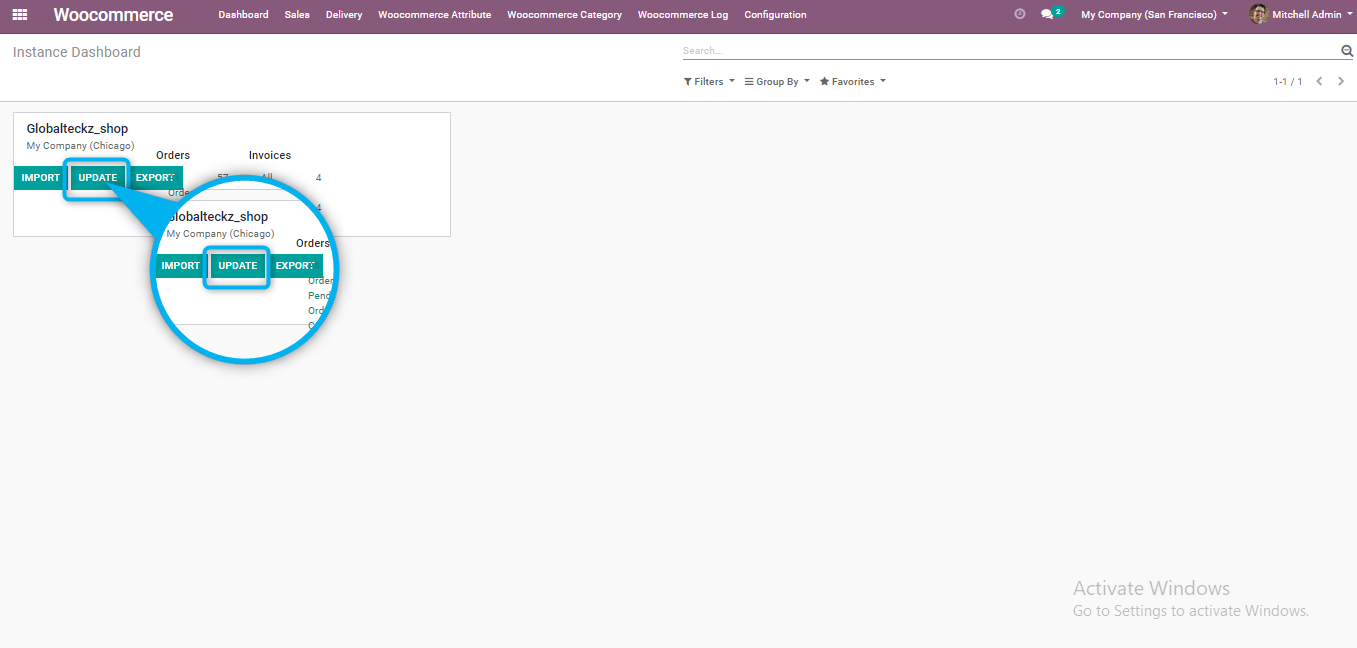 Woocommerce Dashboard Sales Delivery Woocommerce Attribute Woocommerce Category Woocommerce Log Configuration 2 My Company (San Francisco) Mitchell Admin
Instance Dashboard
Search...
Filters Group By Favorites 1-1 / 1
Globalteckz_shop
My Company (Chicago)
Orders Invoices
IMPORT UPDATE EXPORT 57 All 4
4
Globalteckz_shop
My Company (Chicago)
Orders
IMPORT UPDATE EXPORT
Order
Activate Windows
Go to Settings to activate Windows.